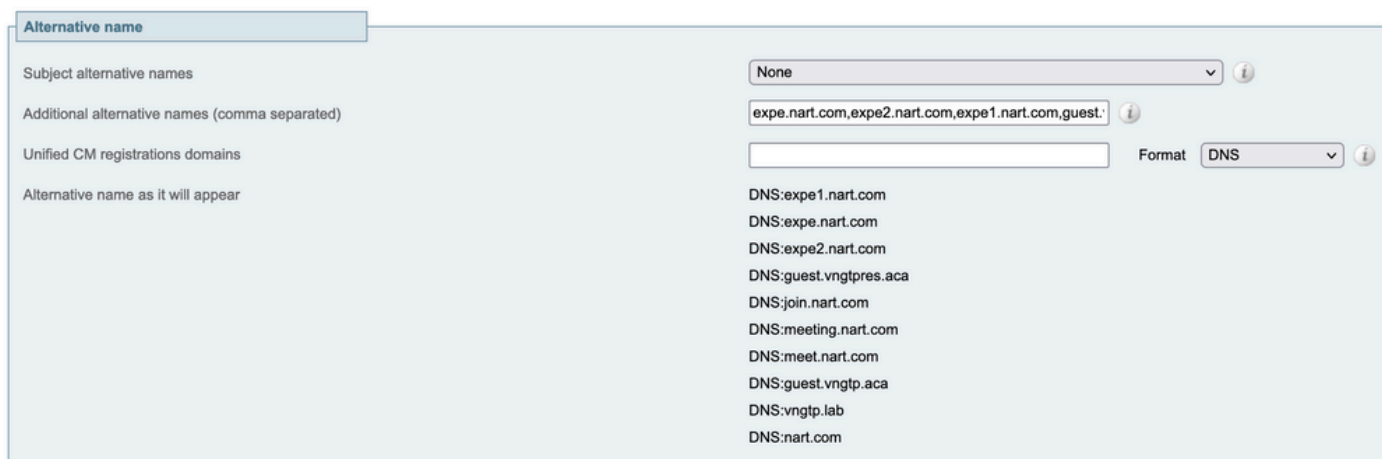 Alternative name
Subject alternative names None i
Additional alternative names (comma separated) expe.nart.com,expe2.nart.com,expe1.nart.com,guest. i
Unified CM registrations domains Format DNS i
Alternative name as it will appear DNS:expe1.nart.com
DNS:expe.nart.com
DNS:expe2.nart.com
DNS:guest.vngtpres.aca
DNS:join.nart.com
DNS:meeting.nart.com
DNS:meet.nart.com
DNS:guest.vngtp.aca
DNS:vngtp.lab
DNS:nart.com